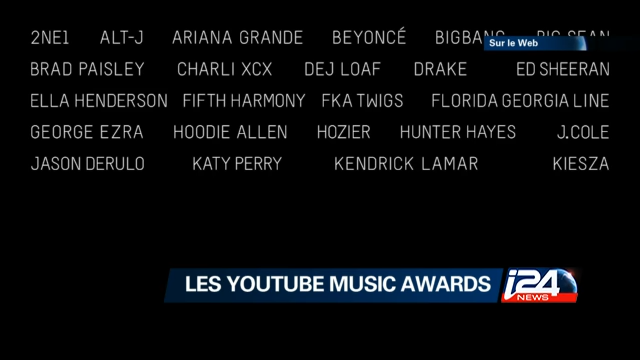 2NE1 ALT-J ARIANA GRANDE BEYONCÉ BIGBANG BIG SEAN
Sur le Web
BRAD PAISLEY CHARLI XCX DEJ LOAF DRAKE ED SHEERAN
ELLA HENDERSON FIFTH HARMONY FKA TWIGS FLORIDA GEORGIA LINE
GEORGE EZRA HOODIE ALLEN HOZIER HUNTER HAYES J.COLE
JASON DERULO KATY PERRY KENDRICK LAMAR KIESZA
LES YOUTUBE MUSIC AWARDS
i24
NEWS